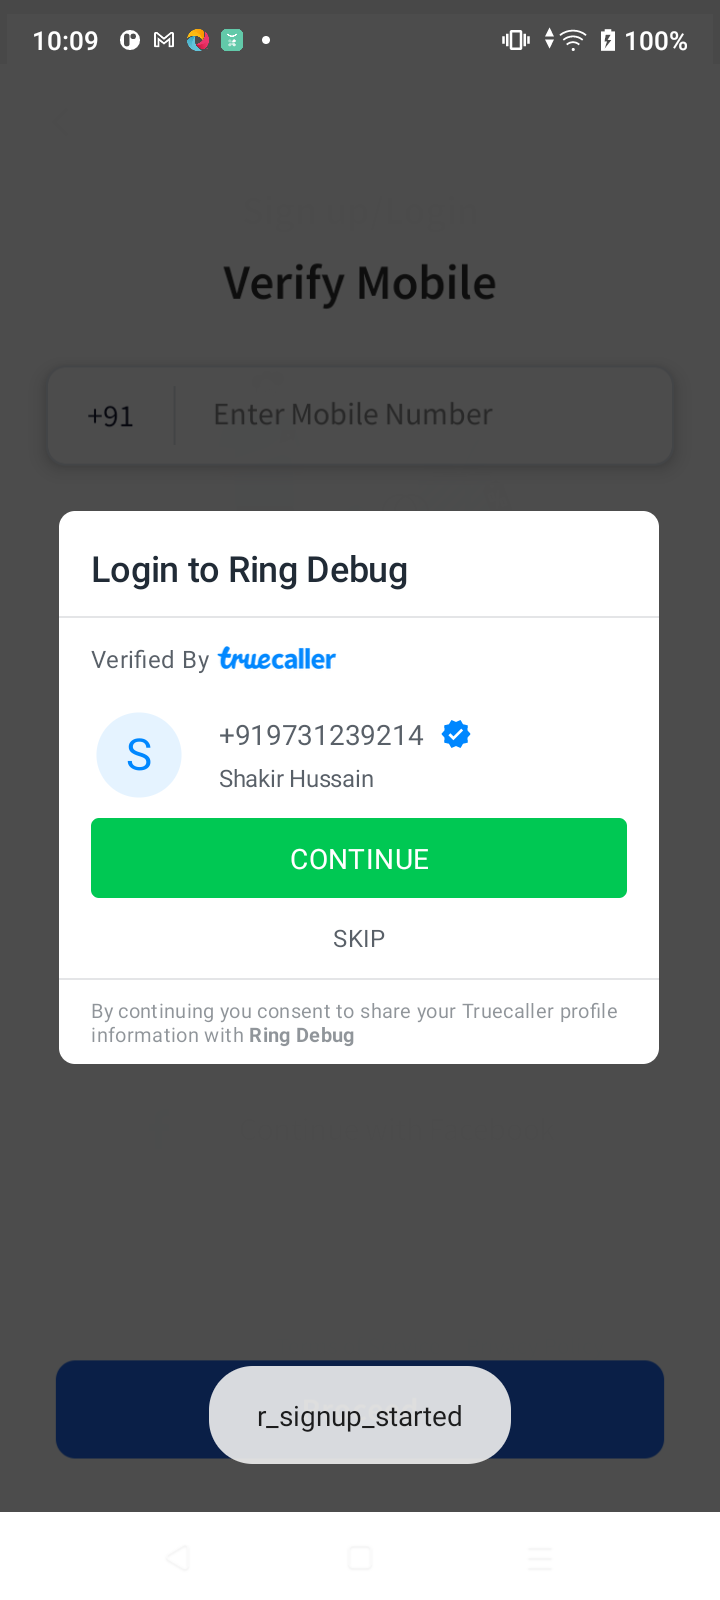 10:09
100%
Verify Mobile
+91
Enter Mobile Number
Login to Ring Debug
Verified By truecaller
S
+919731239214
Shakir Hussain
CONTINUE
SKIP
By continuing you consent to share your Truecaller profile
information with Ring Debug
r_signup_started